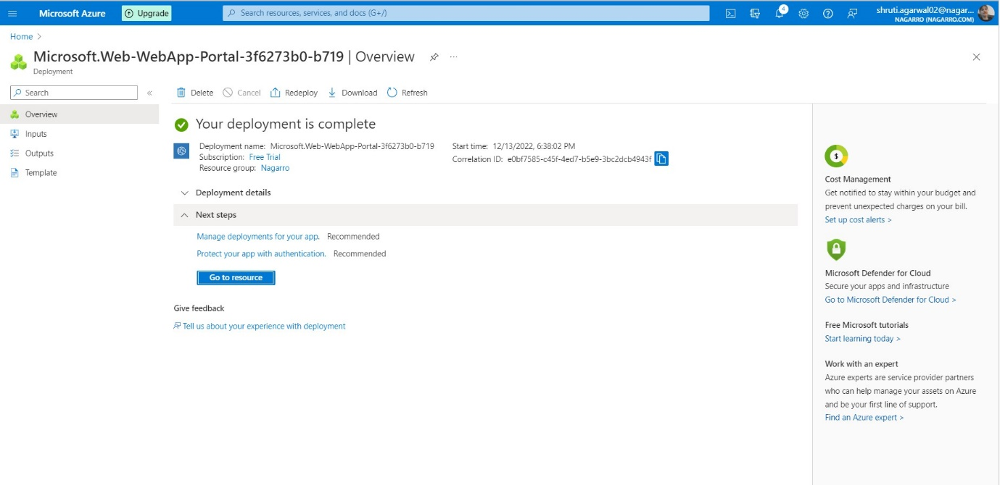 Microsoft Azure
Upgrade
Search resources, services, and docs (G+/)
4
shruti.agarwal02@nagar...
NAGARRO (NAGARRO.COM)
Home >
Microsoft.Web-WebApp-Portal-3f6273b0-b719 | Overview
Deployment
Search
«
Delete
Cancel
Redeploy
Download
Refresh
Overview
Inputs
Outputs
Template
Your deployment is complete
Deployment name: Microsoft.Web-WebApp-Portal-3f6273b0-b719
Subscription: Free Trial
Resource group: Nagarro
Start time: 12/13/2022, 6:38:02 PM
Correlation ID: e0bf7585-c45f-4ed7-b5e9-3bc2dcb4943f
Deployment details
Next steps
Manage deployments for your app. Recommended
Protect your app with authentication. Recommended
Go to resource
Give feedback
Tell us about your experience with deployment
Cost Management
Get notified to stay within your budget and
prevent unexpected charges on your bill.
Set up cost alerts >
Microsoft Defender for Cloud
Secure your apps and infrastructure
Go to Microsoft Defender for Cloud >
Free Microsoft tutorials
Start learning today >
Work with an expert
Azure experts are service provider partners
who can help manage your assets on Azure
and be your first line of support.
Find an Azure expert >